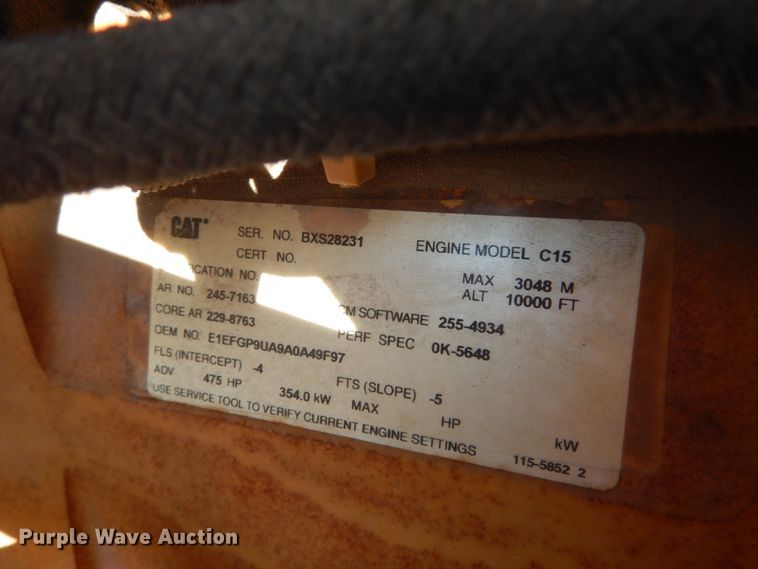 CAT
SER. NO. BXS28231 ENGINE MODEL C15
CERT NO.
CATION NO. MAX 3048 M
ALT 10000 FT
AR NO. 245-7163 CM SOFTWARE 255-4934
CORE AR 229-8763 PERF SPEC 0K-5648
OEM NO. E1EFGP9UA9A0A49F97
FLS (INTERCEPT) -4 FTS (SLOPE) -5
ADV 475 HP 354.0 kW MAX HP kW
USE SERVICE TOOL TO VERIFY CURRENT ENGINE SETTINGS 115-5852 2
Purple Wave Auction